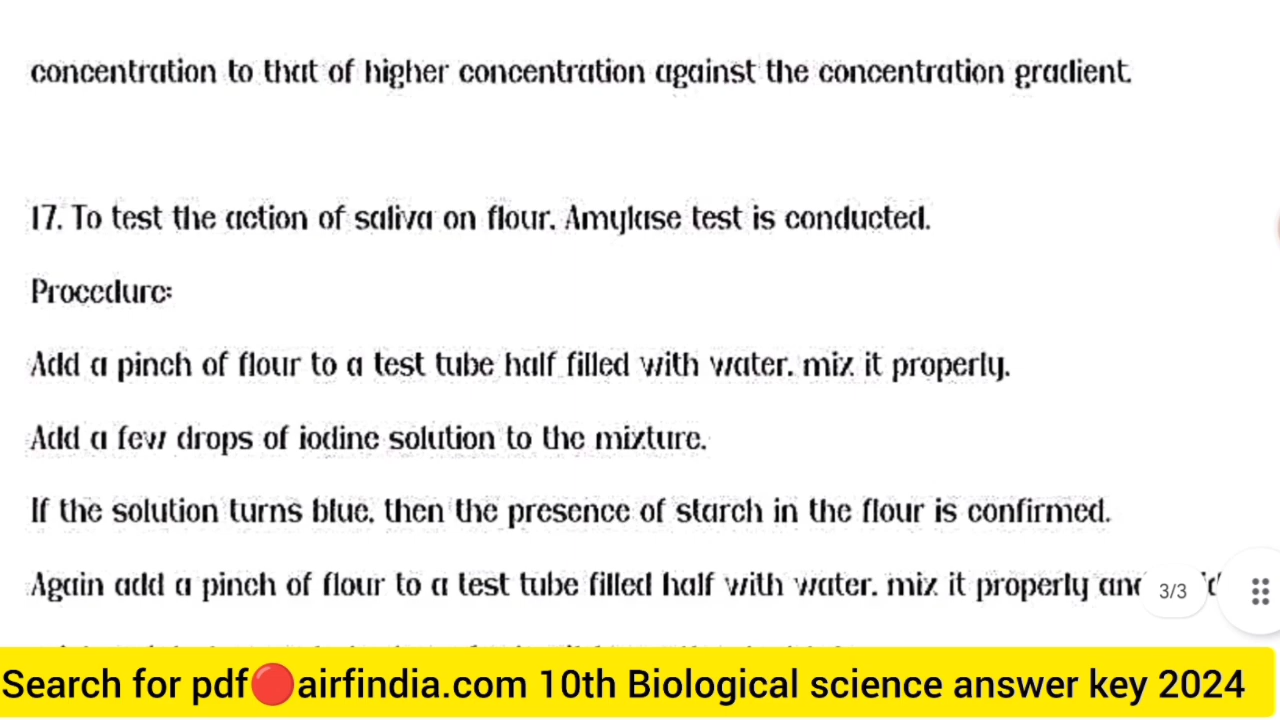 concentration to that of higher concentration against the concentration gradient.
17. To test the action of saliva on flour. Amylase test is conducted.
Procedure:
Add a pinch of flour to a test tube half filled with water. mix it properly.
Add a few drops of iodine solution to the mixture.
If the solution turns blue, then the presence of starch in the flour is confirmed.
Again add a pinch of flour to a test tube filled half with water. mix it properly and
3/3
Search for pdf🔴airfindia.com 10th Biological science answer key 2024